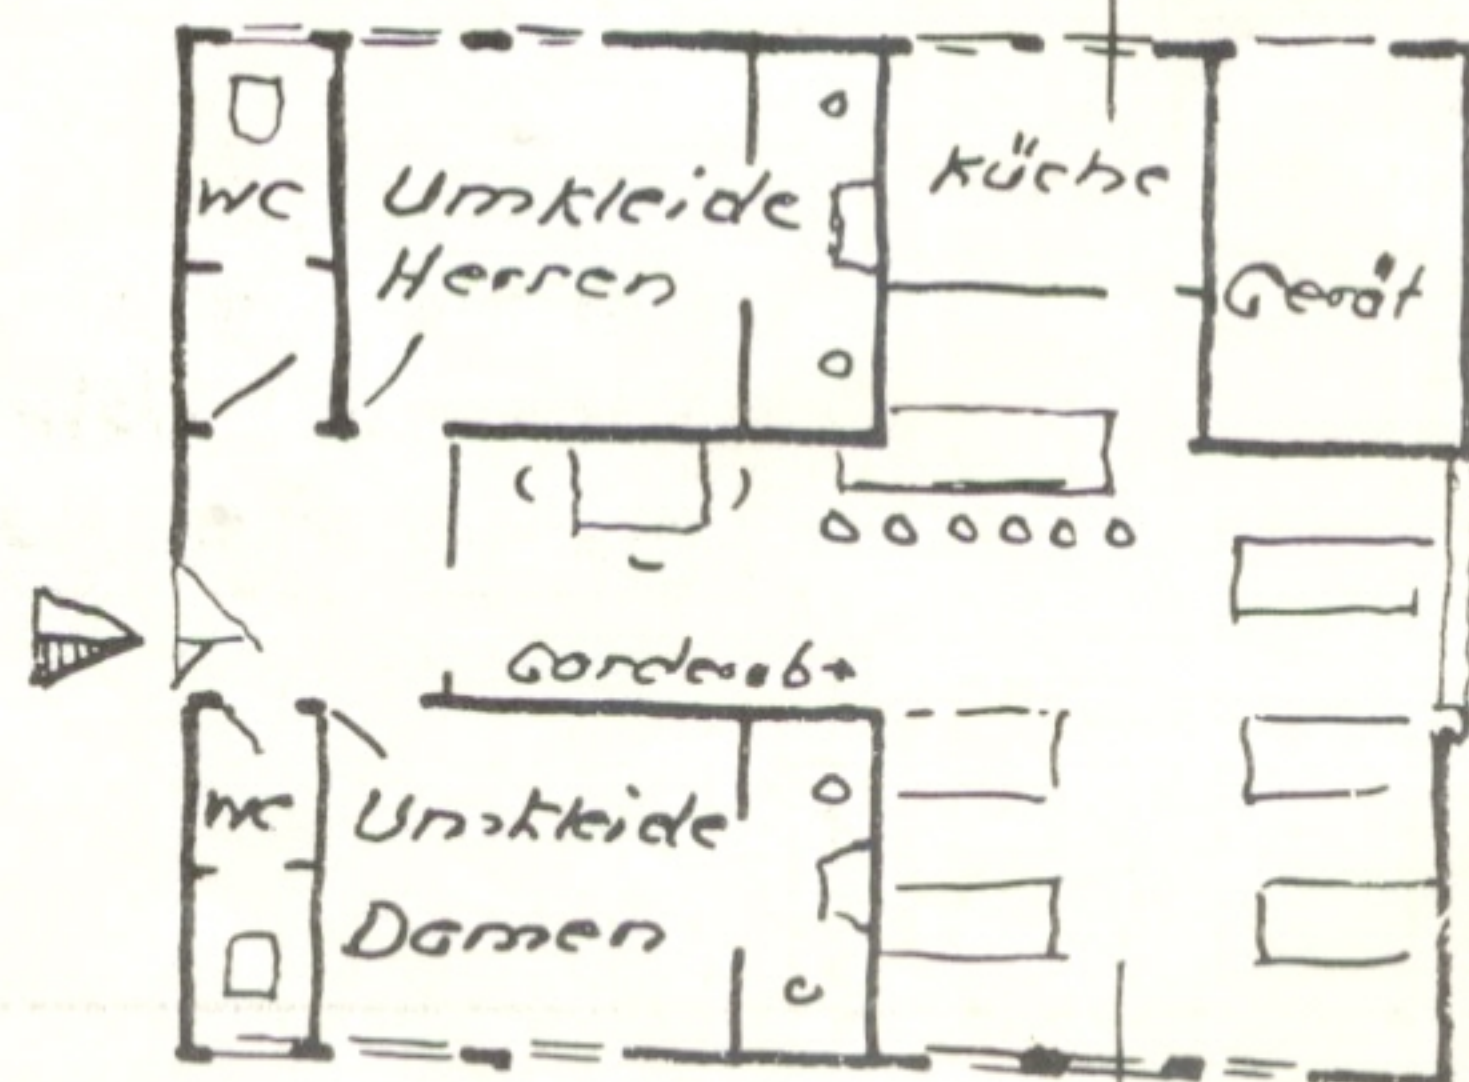 WC
Umkleide
Herren
Küche
Gerät
Garderobe
WC
Umkleide
Damen